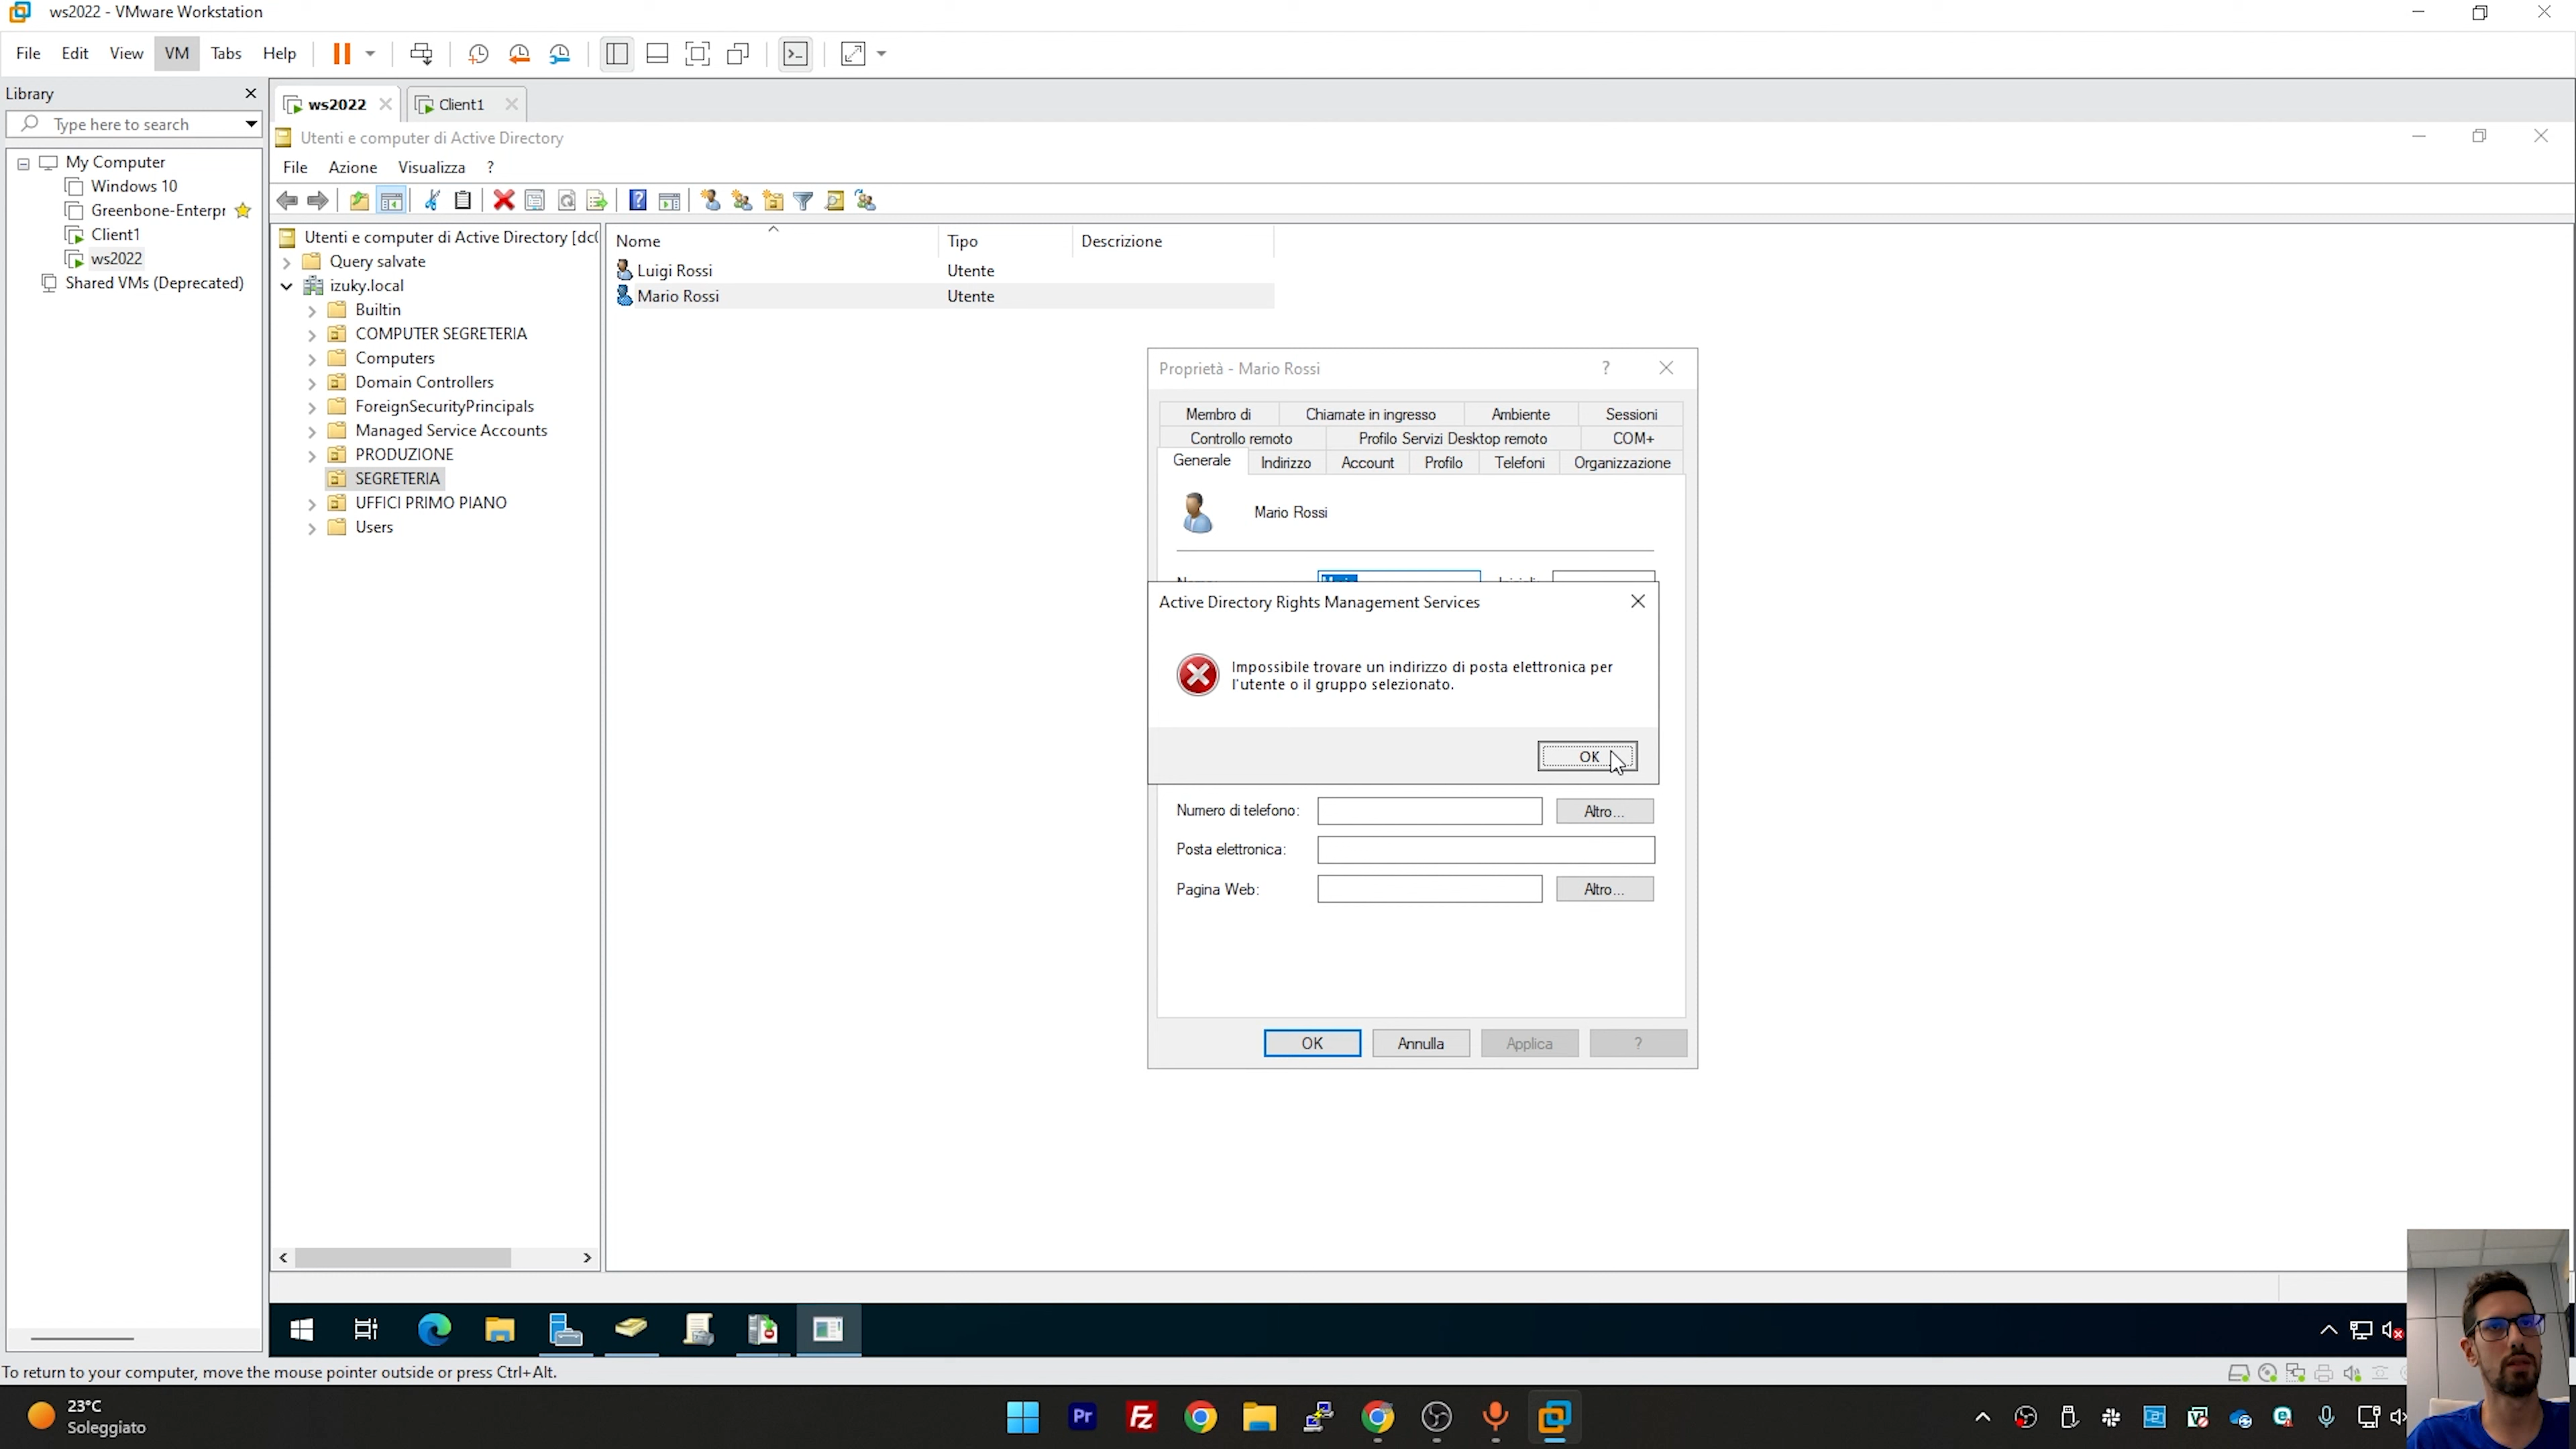 ws2022 - VMware Workstation
File Edit View VM Tabs Help
Library
Type here to search
My Computer
Windows 10
Greenbone-Enterpr
Client1
ws2022
Shared VMs (Deprecated)
ws2022 Client1
Utenti e computer di Active Directory
File Azione Visualizza ?
Utenti e computer di Active Directory [dc0
Query salvate
izuky.local
Builtin
COMPUTER SEGRETERIA
Computers
Domain Controllers
ForeignSecurityPrincipals
Managed Service Accounts
PRODUZIONE
SEGRETERIA
UFFICI PRIMO PIANO
Users
Nome Tipo Descrizione
Luigi Rossi Utente
Mario Rossi Utente
Proprietà - Mario Rossi ?
Membro di Chiamate in ingresso Ambiente Sessioni
Controllo remoto Profilo Servizi Desktop remoto COM+
Generale Indirizzo Account Profilo Telefoni Organizzazione
Mario Rossi
Active Directory Rights Management Services
Impossibile trovare un indirizzo di posta elettronica per
l'utente o il gruppo selezionato.
OK
Numero di telefono: Altro...
Posta elettronica:
Pagina Web: Altro...
OK Annulla Applica ?
To return to your computer, move the mouse pointer outside or press Ctrl+Alt.
23°C
Soleggiato
Pr
Fz